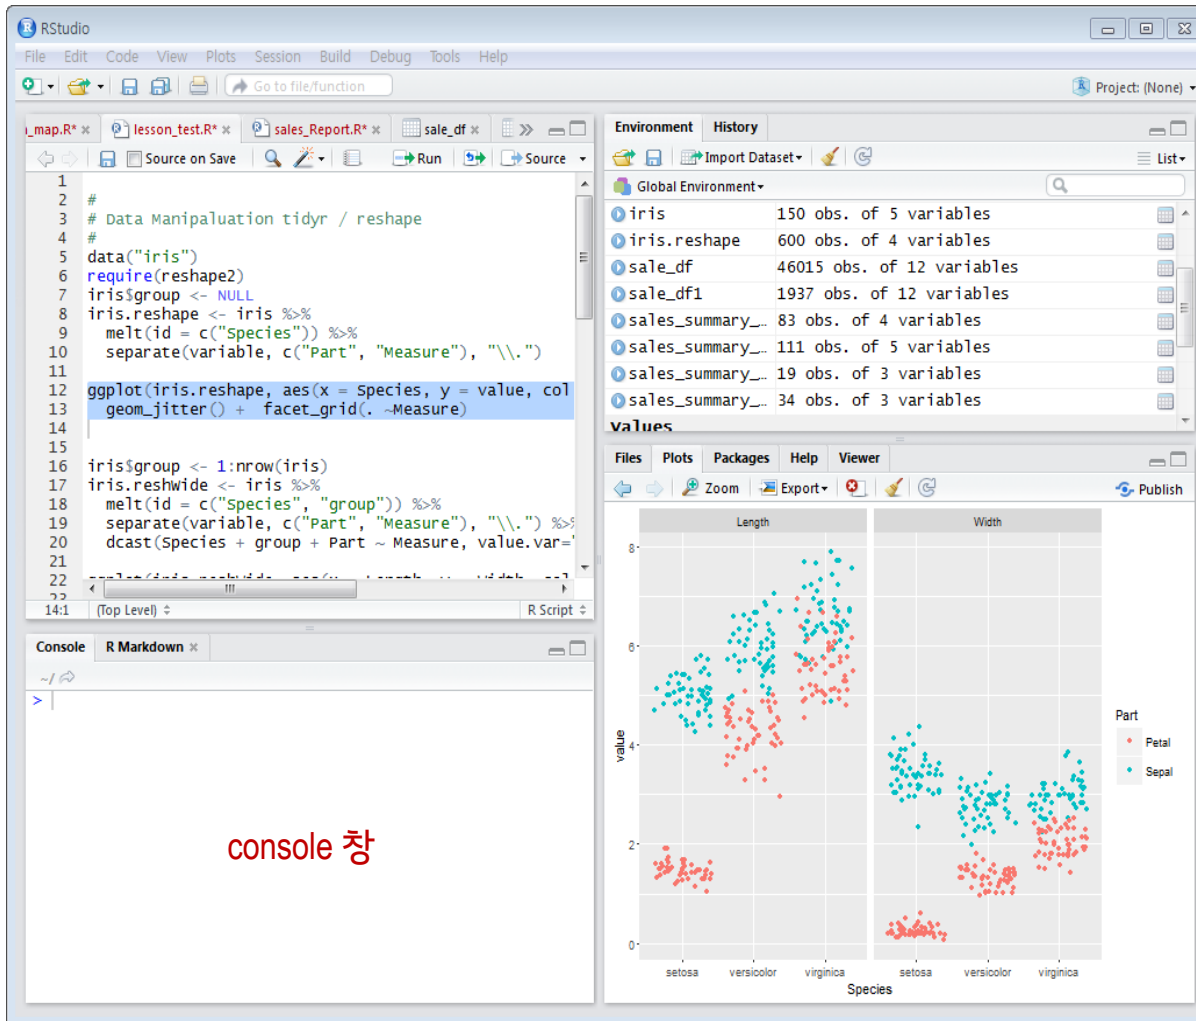 RStudio
File Edit Code View Plots Session Build Debug Tools Help
Go to file/function
Project: (None)
_map.R* lesson_test.R* sales_Report.R* sale_df
Source on Save Run Source
1
2 #
3 # Data Manipaluation tidyr / reshape
4 #
5 data("iris")
6 require(reshape2)
7 iris$group <- NULL
8 iris.reshape <- iris %>%
9 melt(id = c("Species")) %>%
10 separate(variable, c("Part", "Measure"), "\\.")
11
12 ggplot(iris.reshape, aes(x = Species, y = value, col
13 geom_jitter() + facet_grid(. ~Measure)
14
15
16 iris$group <- 1:nrow(iris)
17 iris.reshWide <- iris %>%
18 melt(id = c("Species", "group")) %>%
19 separate(variable, c("Part", "Measure"), "\\.") %>%
20 dcast(Species + group + Part ~ Measure, value.var=
21
22
23
14:1 (Top Level) R Script
Console R Markdown
~/
>
console 창
Environment History
Import Dataset List
Global Environment
iris 150 obs. of 5 variables
iris.reshape 600 obs. of 4 variables
sale_df 46015 obs. of 12 variables
sale_df1 1937 obs. of 12 variables
sales_summary_… 83 obs. of 4 variables
sales_summary_… 111 obs. of 5 variables
sales_summary_… 19 obs. of 3 variables
sales_summary_… 34 obs. of 3 variables
Values
Files Plots Packages Help Viewer
Zoom Export Publish
Length Width
8
6
4
2
0
value
setosa versicolor virginica setosa versicolor virginica
Species
Part
Petal
Sepal